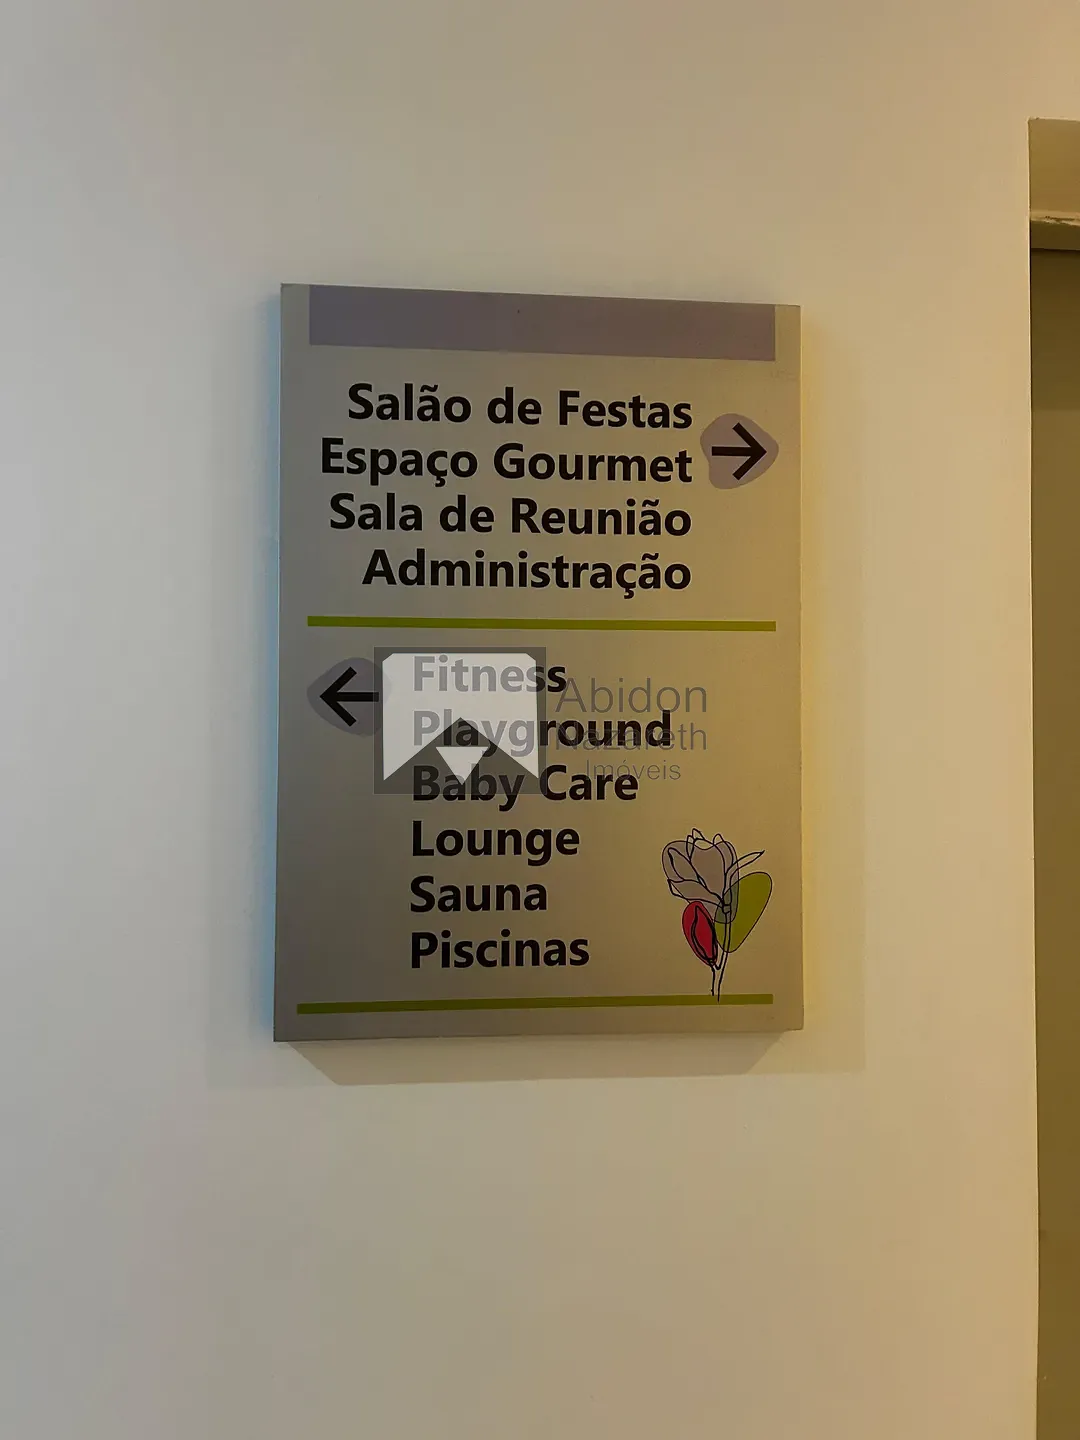 Salão de Festas
Espaço Gourmet
Sala de Reunião
Administração
Fitness
Playground
Baby Care
Lounge
Sauna
Piscinas
Abidon
Nazareth
Imóveis